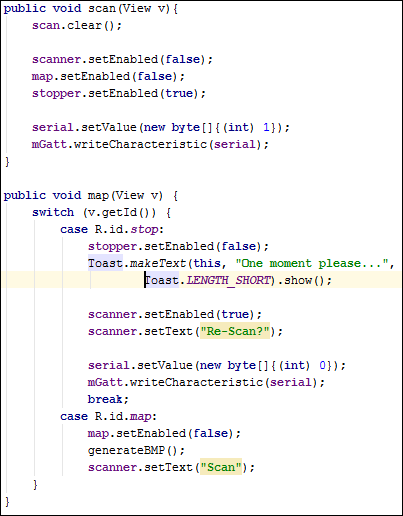 public void scan(View v){
    scan.clear();

    scanner.setEnabled(false);
    map.setEnabled(false);
    stopper.setEnabled(true);

    serial.setValue(new byte[]{(int) 1});
    mGatt.writeCharacteristic(serial);
}

public void map(View v) {
    switch (v.getId()) {
        case R.id.stop:
            stopper.setEnabled(false);
            Toast.makeText(this, "One moment please...",
                    Toast.LENGTH_SHORT).show();

            scanner.setEnabled(true);
            scanner.setText("Re-Scan?");

            serial.setValue(new byte[]{(int) 0});
            mGatt.writeCharacteristic(serial);
            break;
        case R.id.map:
            map.setEnabled(false);
            generateBMP();
            scanner.setText("Scan");
    }
}